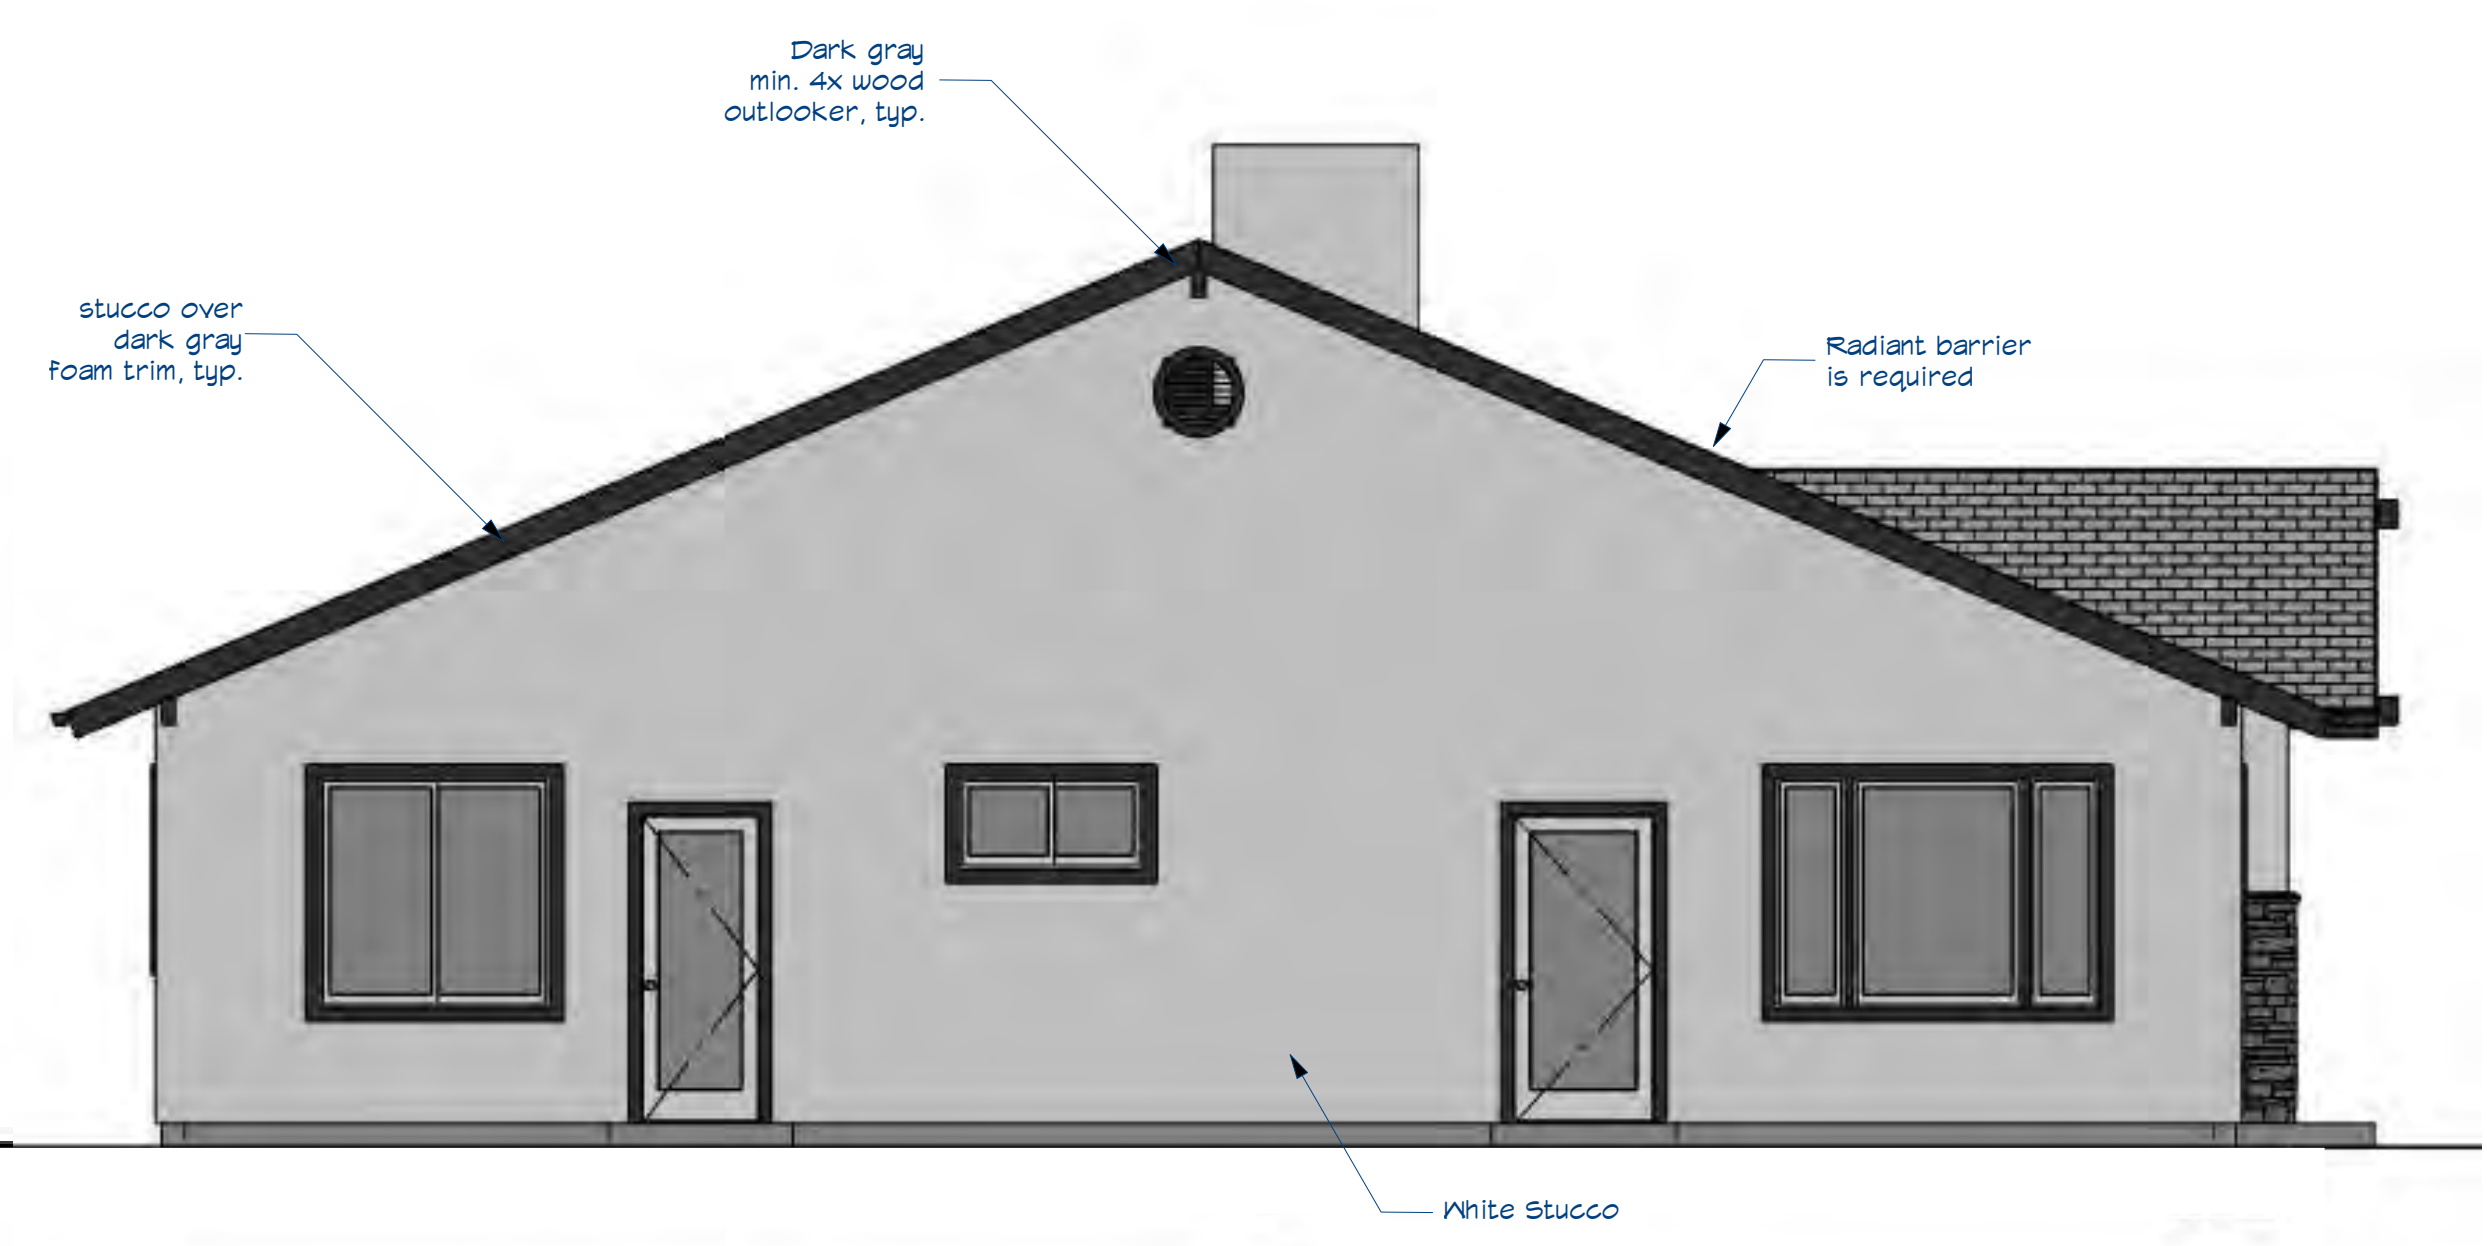 Dark gray
min. 4x wood
outlooker, typ.
stucco over
dark gray
foam trim, typ.
Radiant barrier
is required
White Stucco